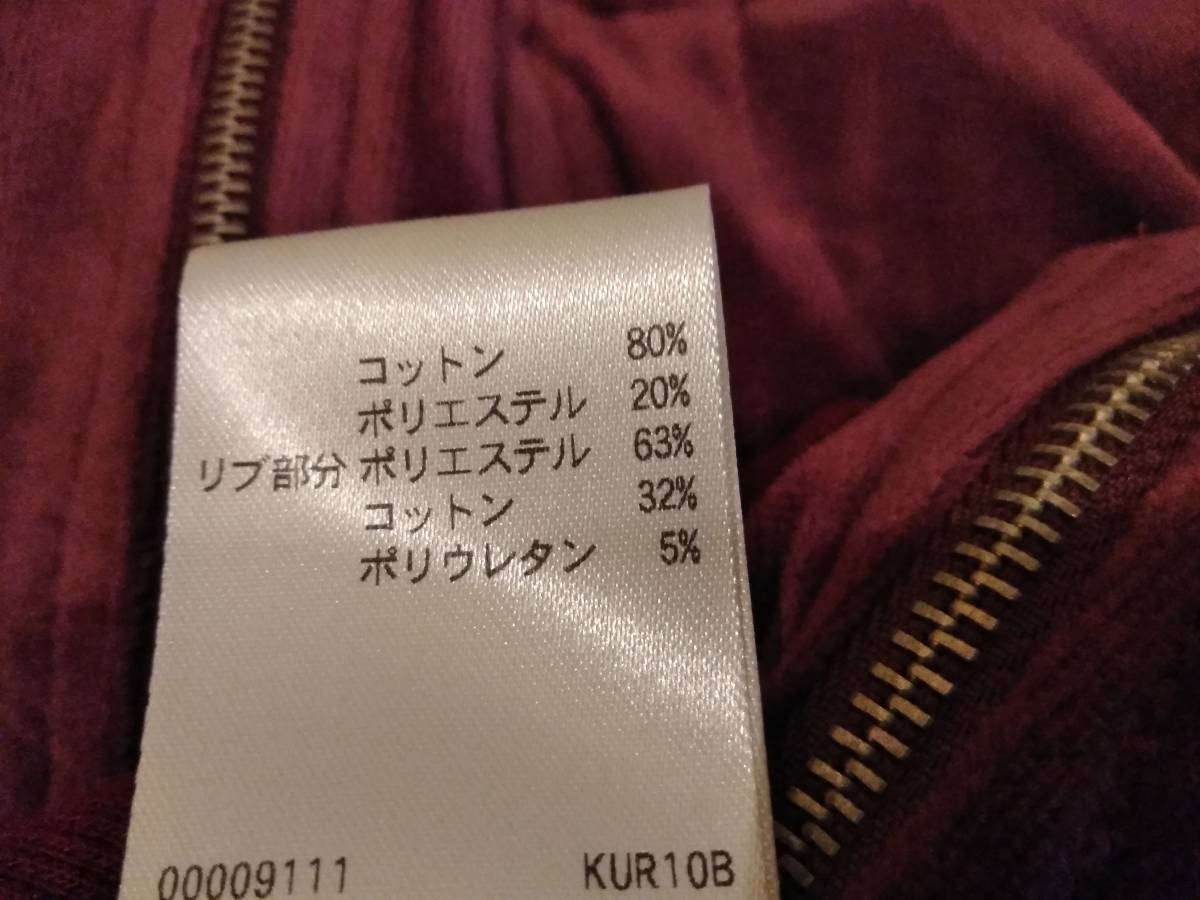 コットン 80%
ポリエステル 20%
リブ部分 ポリエステル 63%
コットン 32%
ポリウレタン 5%
00009111 KUR10B